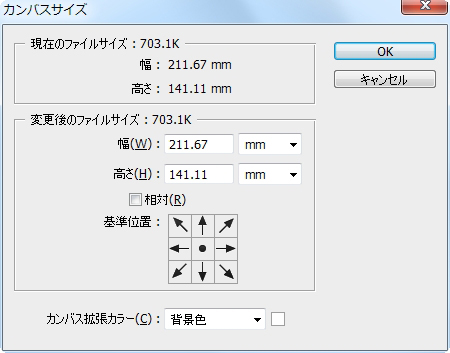 カンバスサイズ
現在のファイルサイズ：703.1K
OK
幅：211.67 mm
キャンセル
高さ：141.11 mm
変更後のファイルサイズ：703.1K
幅(W)：211.67 mm
高さ(H)：141.11 mm
相対(R)
基準位置：
カンバス拡張カラー(C)：背景色